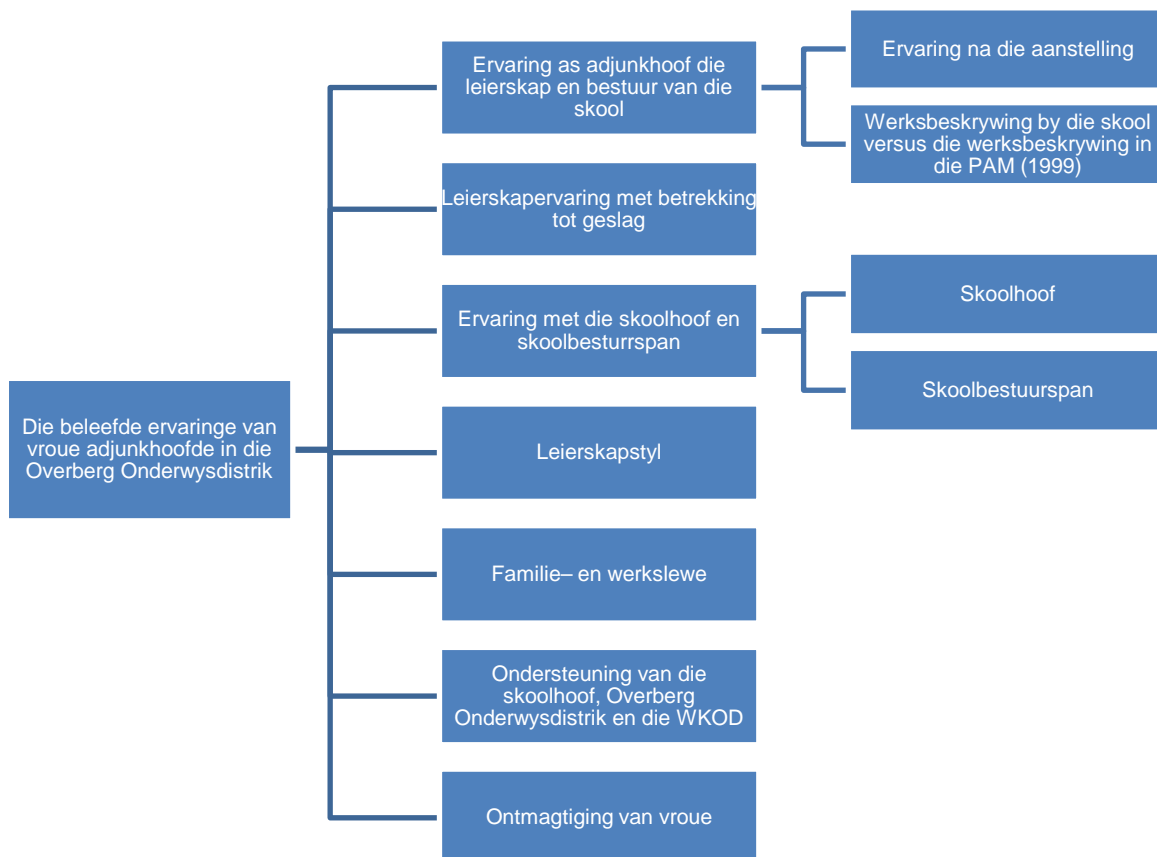 Die beleefde ervaringe van
vroue adjunkhoofde in die
Overberg Onderwysdistrik
Ervaring as adjunkhoof die
leierskap en bestuur van die
skool
Ervaring na die aanstelling
Werksbeskrywing by die skool
versus die werksbeskrywing in
die PAM (1999)
Leierskapervaring met betrekking
tot geslag
Ervaring met die skoolhoof en
skoolbesturrspan
Skoolhoof
Skoolbestuurspan
Leierskapstyl
Familie– en werkslewe
Ondersteuning van die
skoolhoof, Overberg
Onderwysdistrik en die WKOD
Ontmagtiging van vroue